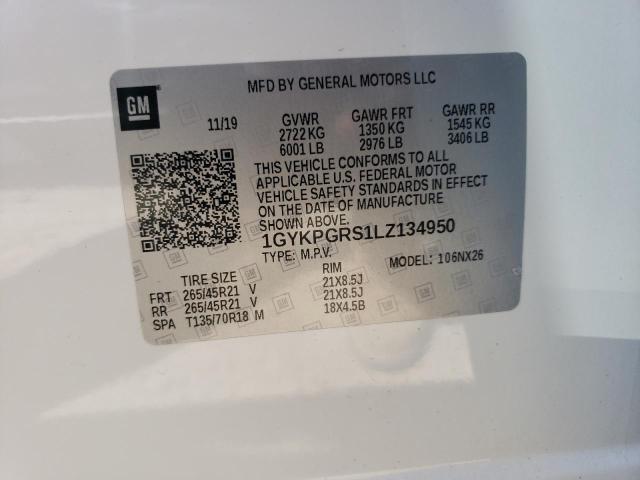 GM
MFD BY GENERAL MOTORS LLC
11/19 GVWR GAWR FRT GAWR RR
2722 KG 1350 KG 1545 KG
6001 LB 2976 LB 3406 LB
THIS VEHICLE CONFORMS TO ALL
APPLICABLE U.S. FEDERAL MOTOR
VEHICLE SAFETY STANDARDS IN EFFECT
ON THE DATE OF MANUFACTURE
SHOWN ABOVE.
1GYKPGRS1LZ134950
TYPE: M.P.V. MODEL: 106NX26
TIRE SIZE RIM
FRT 265/45R21 V 21X8.5J
RR 265/45R21 V 21X8.5J
SPA T135/70R18 M 18X4.5B